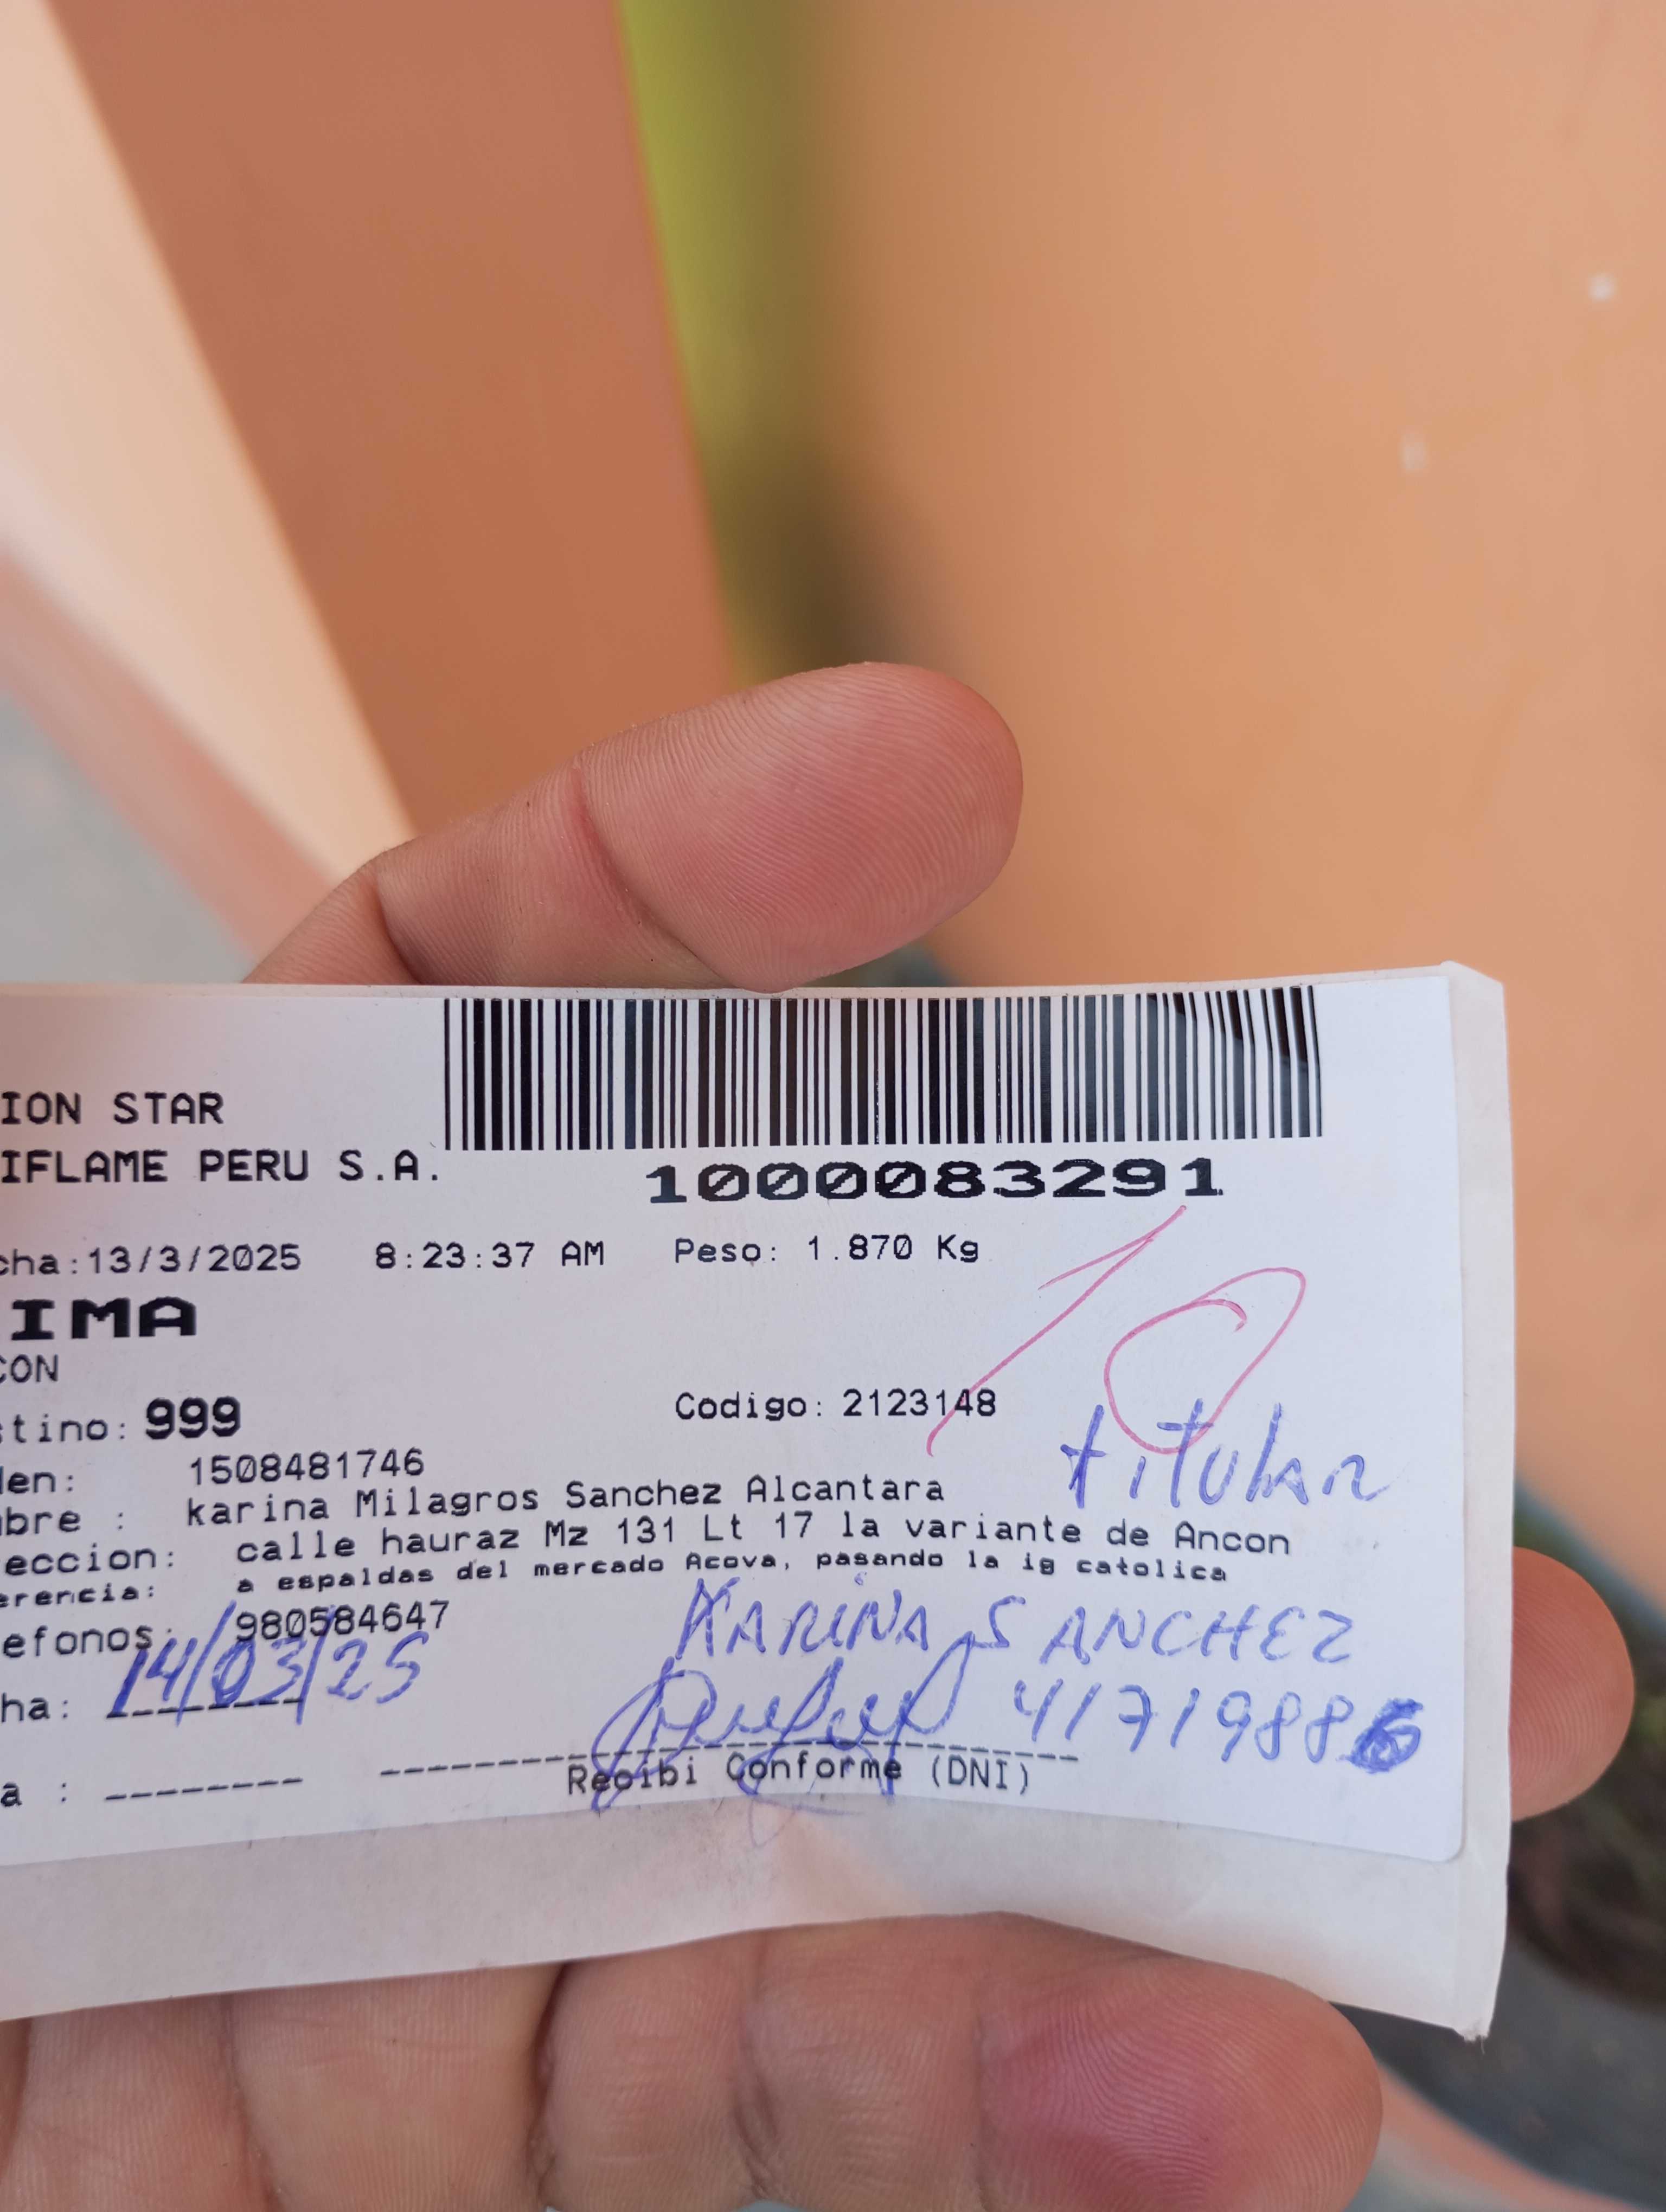 ION STAR
IFLAME PERU S.A.
1000083291
cha:13/3/2025 8:23:37 AM Peso: 1.870 Kg
10
IMA
CON
stino: 999 Codigo: 2123148
titular
den: 1508481746
bre : karina Milagros Sanchez Alcantara
eccion: calle hauraz Mz 131 Lt 17 la variante de Ancon
erencia: a espaldas del mercado Acova, pasando la ig catolica
efonos: 980584647
KARINA SANCHEZ
ha: 14/03/25
41719886
a : --------
Recibi Conforme (DNI)